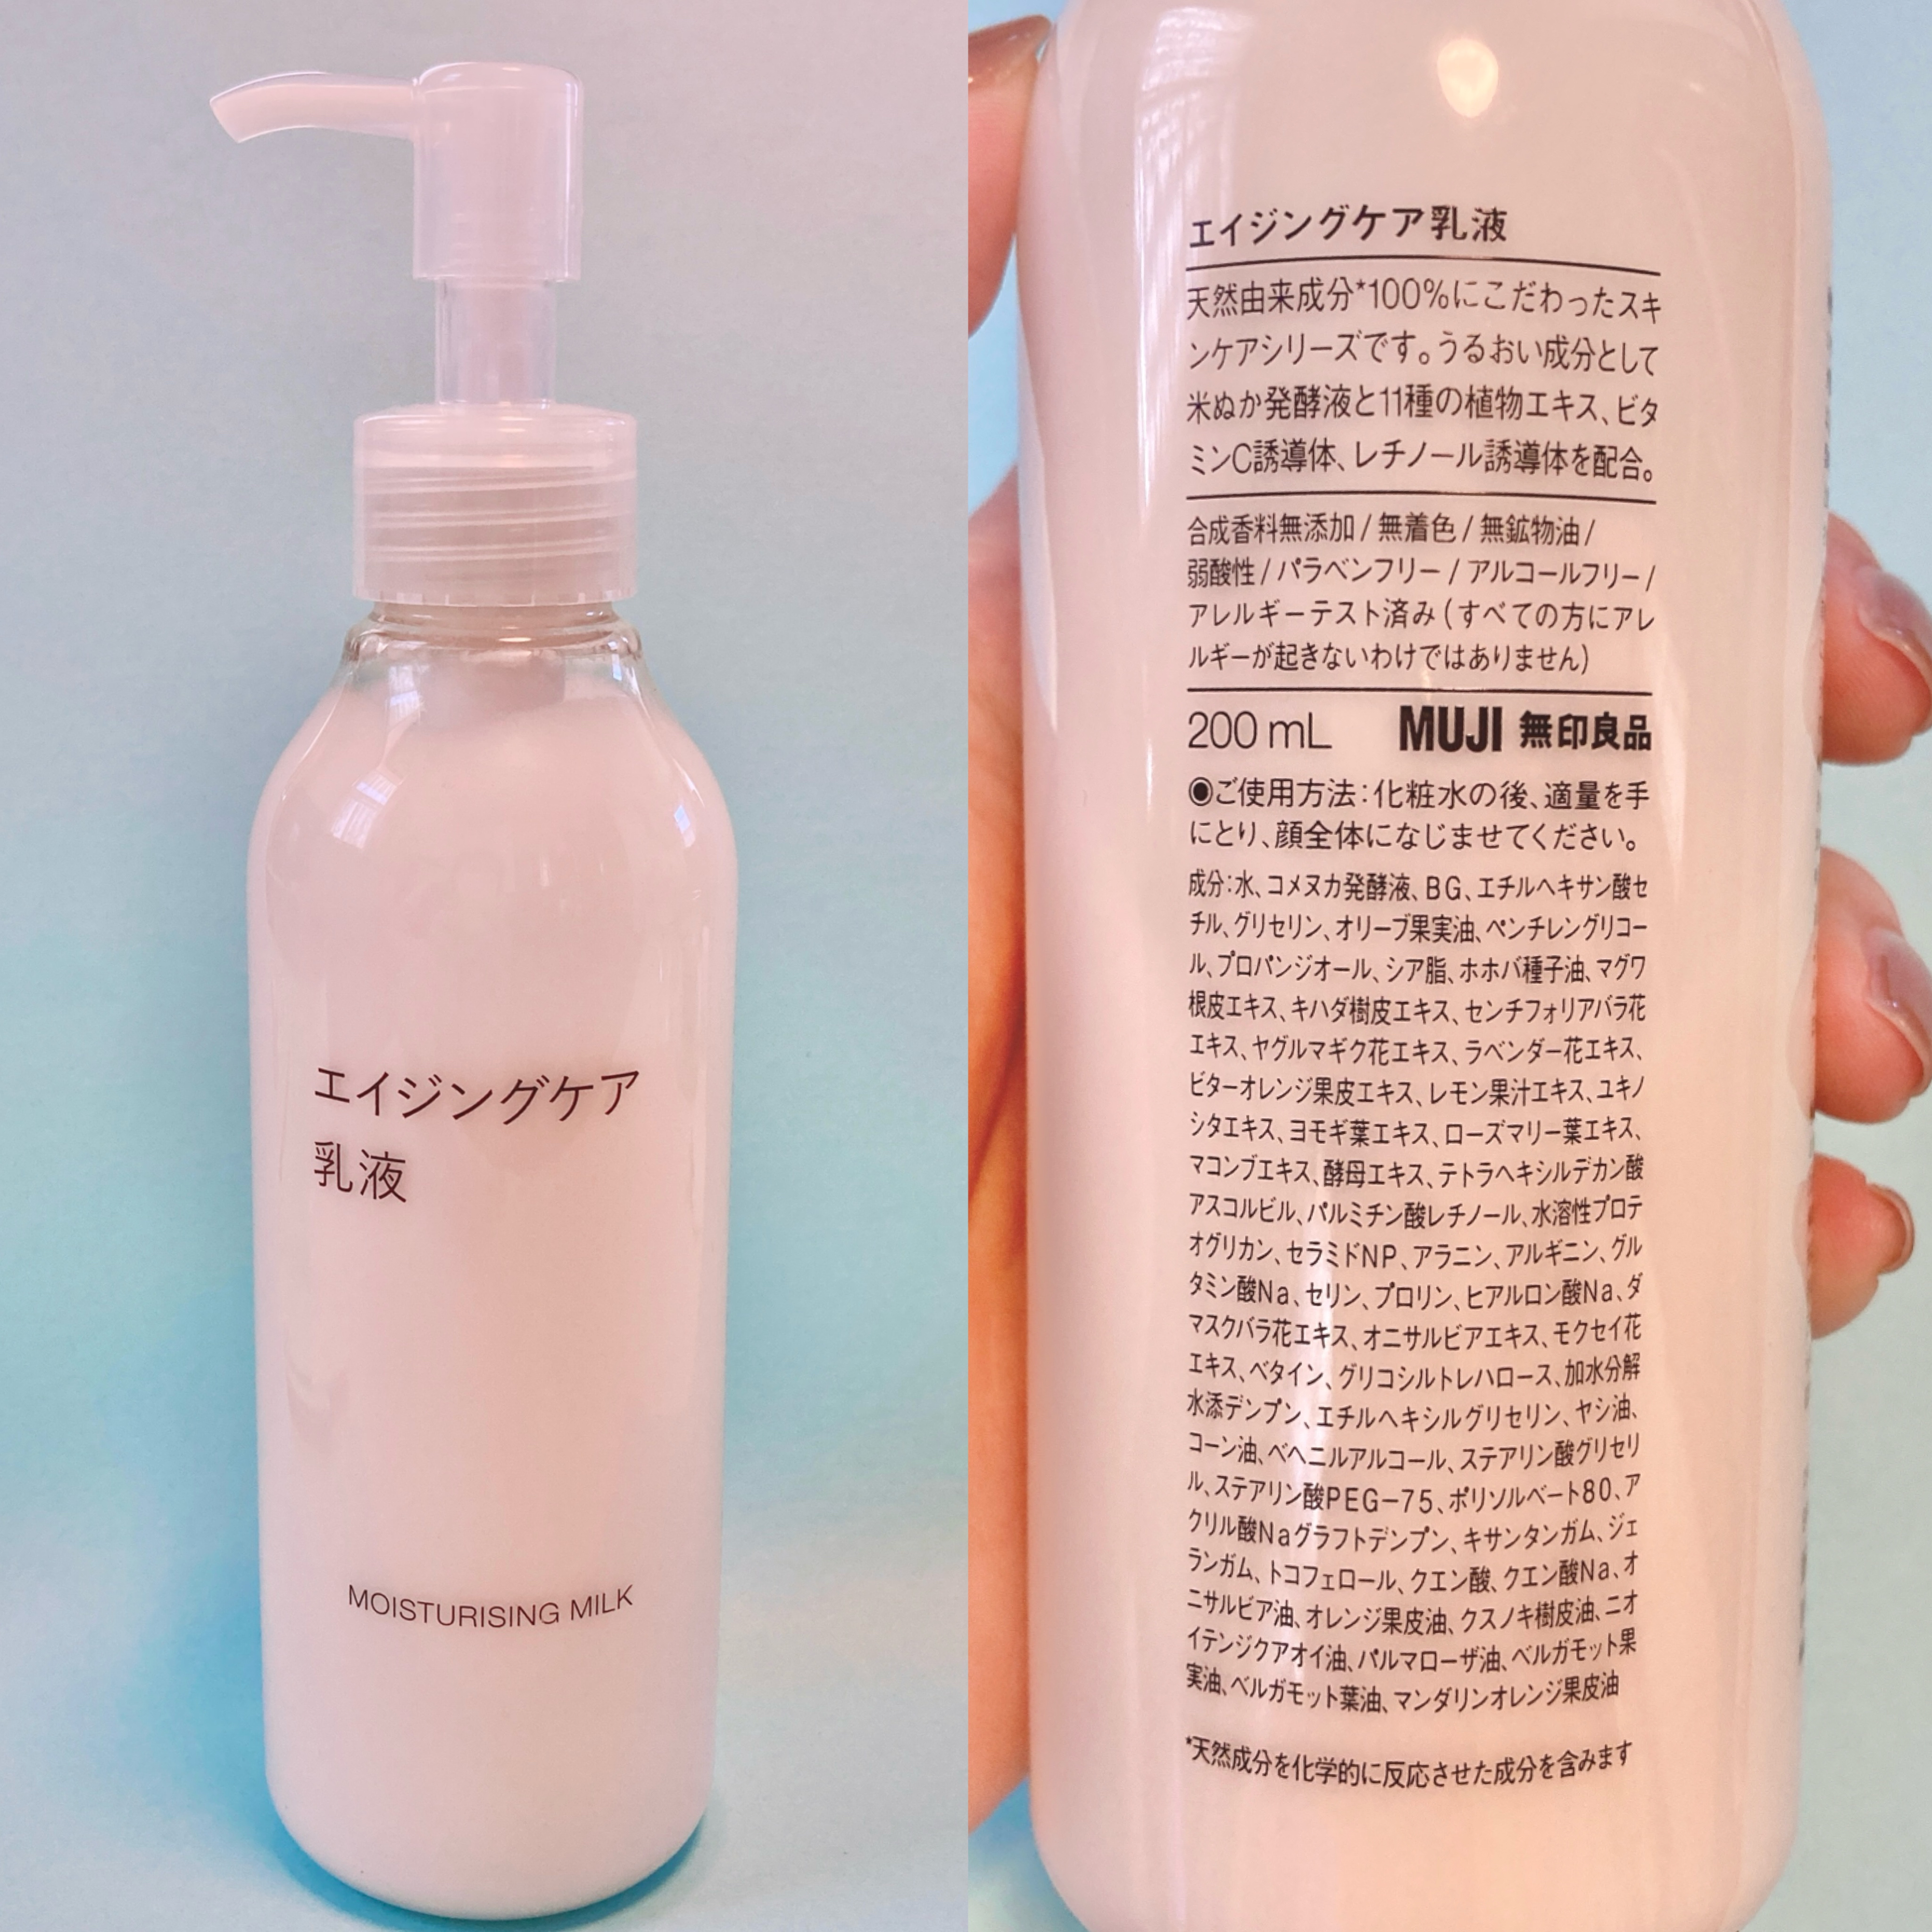 エイジングケア
乳液
MOISTURISING MILK
エイジングケア乳液
天然由来成分*100%にこだわったスキ
ンケアシリーズです。うるおい成分として
米ぬか発酵液と11種の植物エキス、ビタ
ミンC誘導体、レチノール誘導体を配合。
合成香料無添加 / 無着色 / 無鉱物油 /
弱酸性 / パラベンフリー / アルコールフリー /
アレルギーテスト済み (すべての方にアレ
ルギーが起きないわけではありません)
200 mL MUJI 無印良品
◉ご使用方法:化粧水の後、適量を手
にとり、顔全体になじませてください。
成分:水、コメヌカ発酵液、BG、エチルヘキサン酸セ
チル、グリセリン、オリーブ果実油、ペンチレングリコー
ル、プロパンジオール、シア脂、ホホバ種子油、マグワ
根皮エキス、キハダ樹皮エキス、センチフォリアバラ花
エキス、ヤグルマギク花エキス、ラベンダー花エキス、
ビターオレンジ果皮エキス、レモン果汁エキス、ユキノ
シタエキス、ヨモギ葉エキス、ローズマリー葉エキス、
マコンブエキス、酵母エキス、テトラヘキシルデカン酸
アスコルビル、パルミチン酸レチノール、水溶性プロテ
オグリカン、セラミドNP、アラニン、アルギニン、グル
タミン酸Na、セリン、プロリン、ヒアルロン酸Na、ダ
マスクバラ花エキス、オニサルビアエキス、モクセイ花
エキス、ベタイン、グリコシルトレハロース、加水分解
水添デンプン、エチルヘキシルグリセリン、ヤシ油、
コーン油、ベヘニルアルコール、ステアリン酸グリセリ
ル、ステアリン酸PEG-75、ポリソルベート80、ア
クリル酸Naグラフトデンプン、キサンタンガム、ジェ
ランガム、トコフェロール、クエン酸、クエン酸Na、オ
ニサルビア油、オレンジ果皮油、クスノキ樹皮油、ニオ
イテンジクアオイ油、パルマローザ油、ベルガモット果
実油、ベルガモット葉油、マンダリンオレンジ果皮油
*天然成分を化学的に反応させた成分を含みます